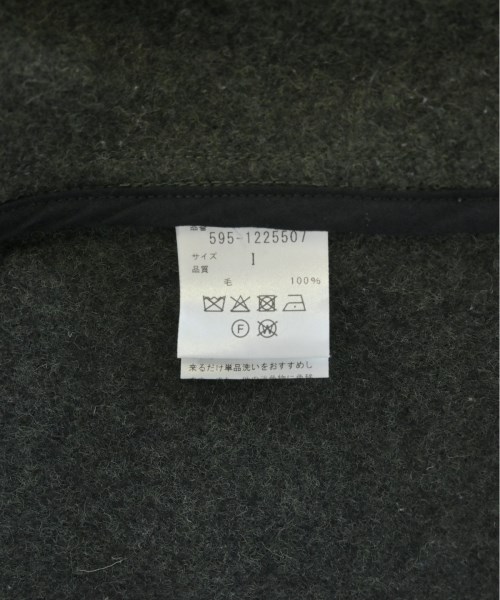 品番
595-1225507
サイズ 1
品質
毛 100%
F W
来るだけ単品洗いをおすすめし